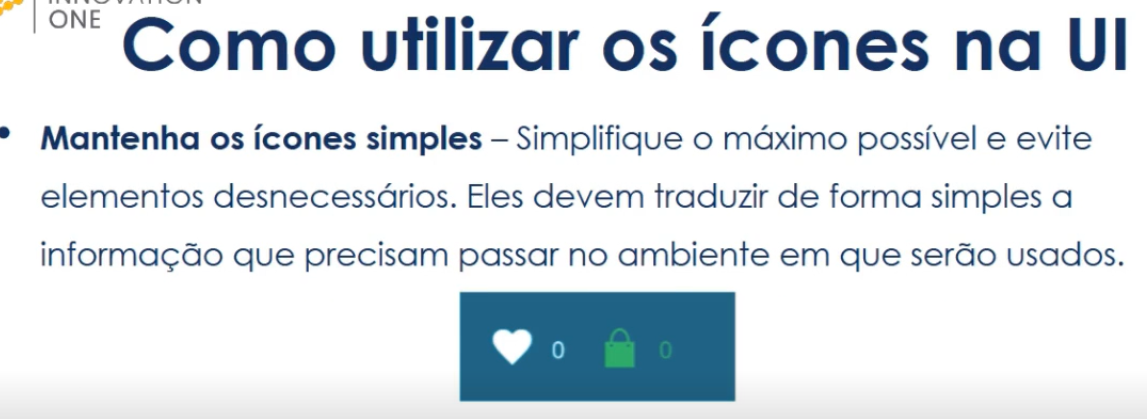 INNOVATION
ONE
Como utilizar os ícones na UI
• Mantenha os ícones simples – Simplifique o máximo possível e evite
elementos desnecessários. Eles devem traduzir de forma simples a
informação que precisam passar no ambiente em que serão usados.
0 0